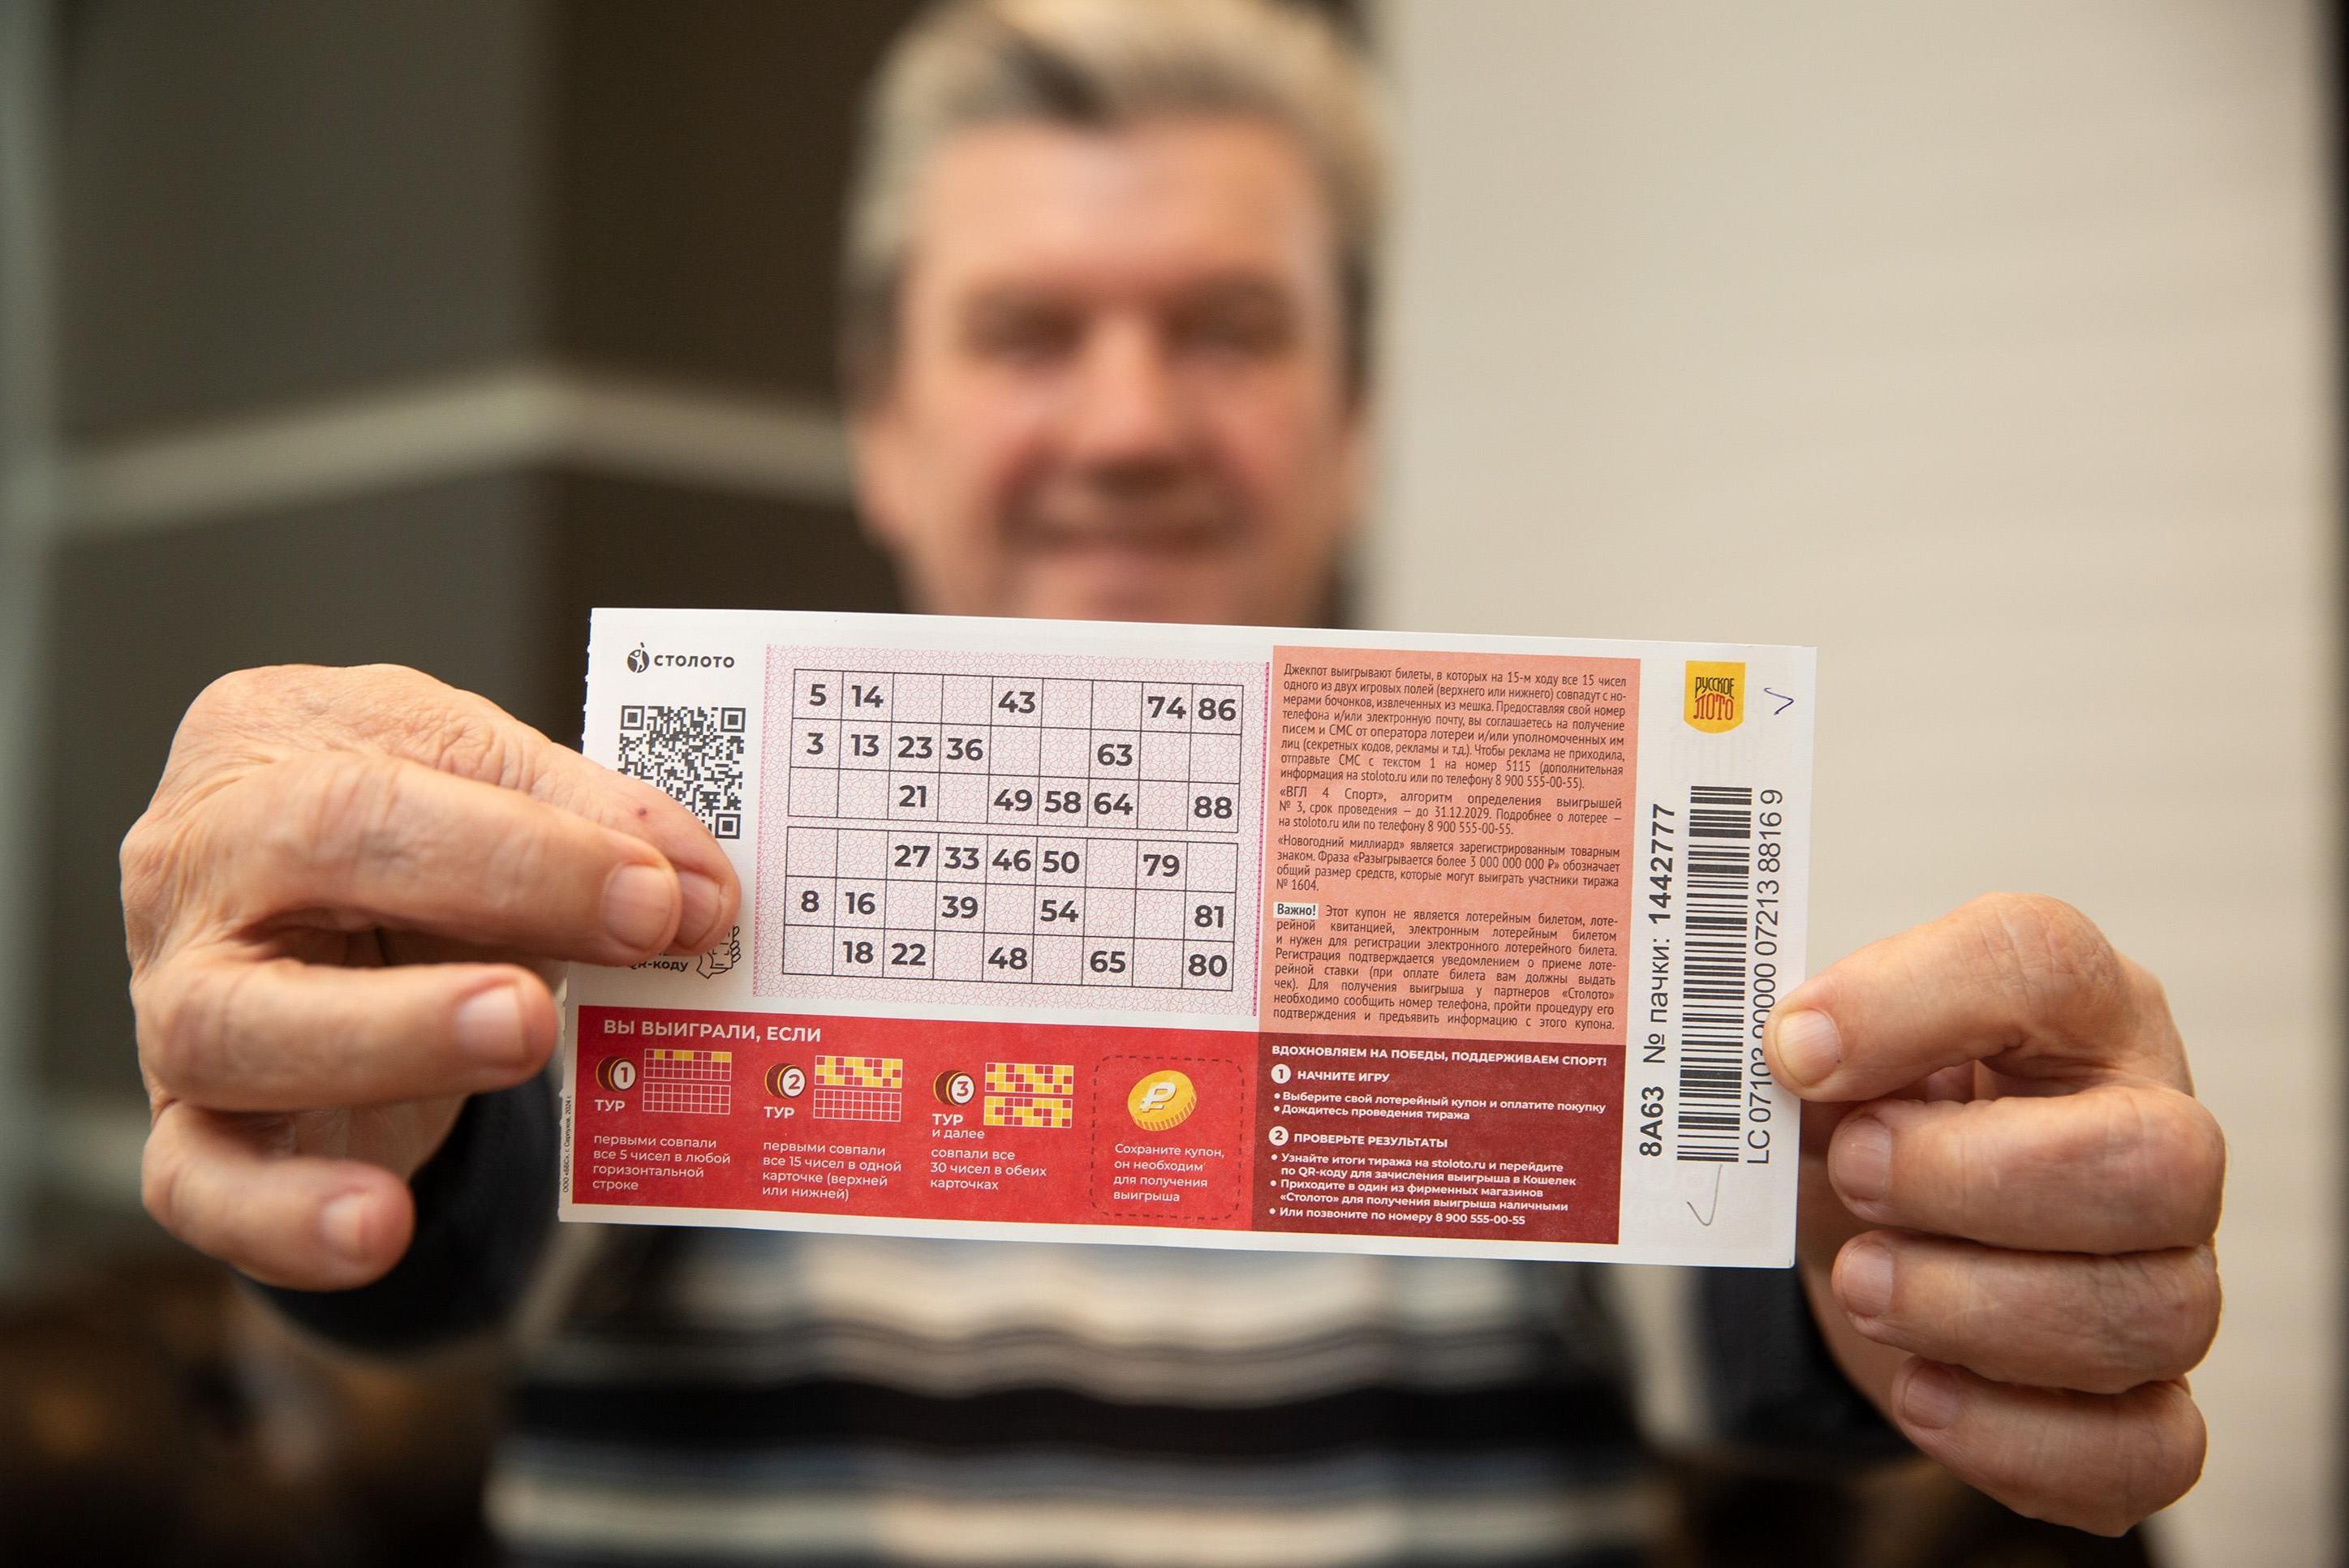 СТОЛОТО
QR-коду
5 14 43 74 86
3 13 23 36 63
21 49 58 64 88
27 33 46 50 79
8 16 39 54 81
18 22 48 65 80
Джекпот выигрывают билеты, в которых на 15-м ходу все 15 чисел
одного из двух игровых полей (верхнего или нижнего) совпадут с но-
мерами бочонков, извлеченных из мешка. Предоставляя свой номер
телефона и/или электронную почту, вы соглашаетесь на получение
писем и СМС от оператора лотереи и/или уполномоченных им
лиц (секретных кодов, рекламы и т.д.). Чтобы реклама не приходила,
отправьте СМС с текстом 1 на номер 5115 (дополнительная
информация на stoloto.ru или по телефону 8 900 555-00-55).
«ВГЛ 4 Спорт», алгоритм определения выигрышей
№ 3, срок проведения — до 31.12.2029. Подробнее о лотерее —
на stoloto.ru или по телефону 8 900 555-00-55.
«Новогодний миллиард» является зарегистрированным товарным
знаком. Фраза «Разыгрывается более 3 000 000 000 ₽» обозначает
общий размер средств, которые могут выиграть участники тиража
№ 1604.
Важно! Этот купон не является лотерейным билетом, лоте-
рейной квитанцией, электронным лотерейным билетом
и нужен для регистрации электронного лотерейного билета.
Регистрация подтверждается уведомлением о приеме лоте-
рейной ставки (при оплате билета вам должны выдать
чек). Для получения выигрыша у партнеров «Столото»
необходимо сообщить номер телефона, пройти процедуру его
подтверждения и предъявить информацию с этого купона.
ВЫ ВЫИГРАЛИ, ЕСЛИ
1
ТУР
первыми совпали
все 5 чисел в любой
горизонтальной
строке
2
ТУР
первыми совпали
все 15 чисел в одной
карточке (верхней
или нижней)
3
ТУР
и далее
совпали все
30 чисел в обеих
карточках
₽
Сохраните купон,
он необходим
для получения
выигрыша
ВДОХНОВЛЯЕМ НА ПОБЕДЫ, ПОДДЕРЖИВАЕМ СПОРТ!
1 НАЧНИТЕ ИГРУ
• Выберите свой лотерейный купон и оплатите покупку
• Дождитесь проведения тиража
2 ПРОВЕРЬТЕ РЕЗУЛЬТАТЫ
• Узнайте итоги тиража на stoloto.ru и перейдите
по QR-коду для зачисления выигрыша в Кошелек
• Приходите в один из фирменных магазинов
«Столото» для получения выигрыша наличными
• Или позвоните по номеру 8 900 555-00-55
РУССКОЕ
ЛОТО
8A63 № пачки: 1442777
LC 07103 90000 07213 8816 9